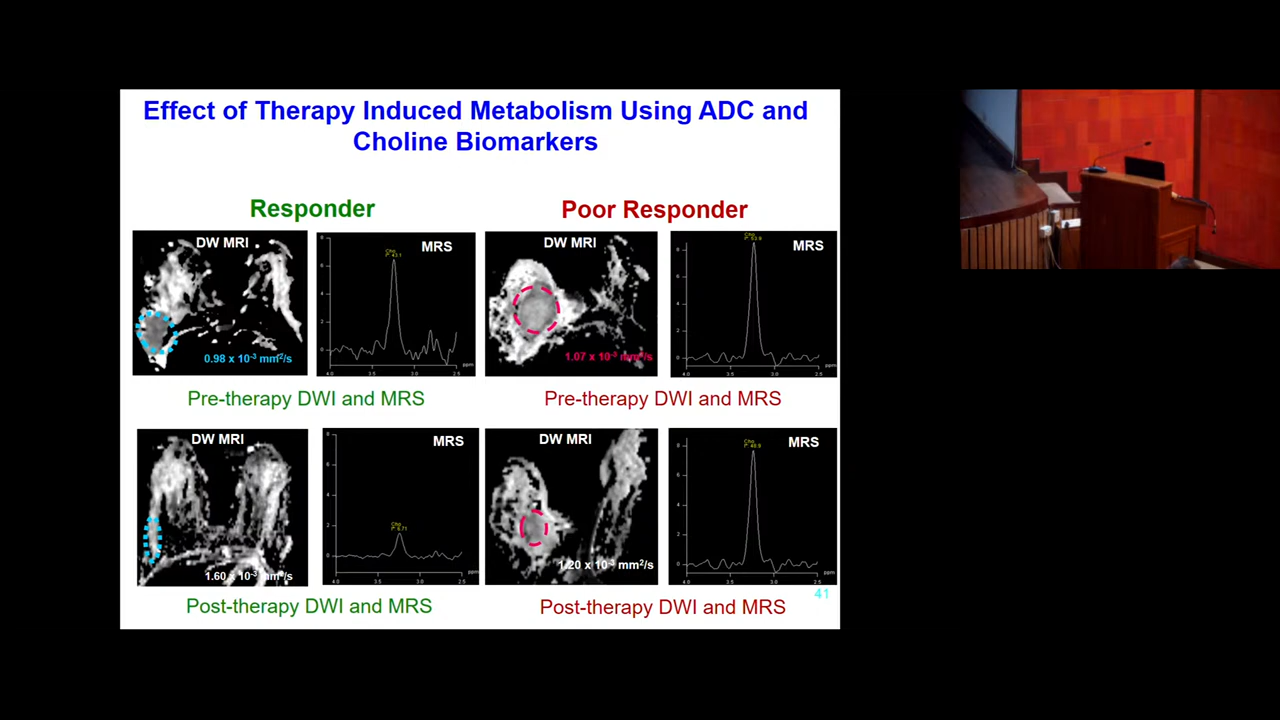 Effect of Therapy Induced Metabolism Using ADC and
Choline Biomarkers
Responder
Poor Responder
DW MRI
MRS
DW MRI
MRS
0.98 x 10⁻³ mm²/s
1.07 x 10⁻³ mm²/s
Pre-therapy DWI and MRS
Pre-therapy DWI and MRS
DW MRI
MRS
DW MRI
MRS
1.60 x 10⁻³ mm²/s
1.20 x 10⁻³ mm²/s
Post-therapy DWI and MRS
Post-therapy DWI and MRS
41